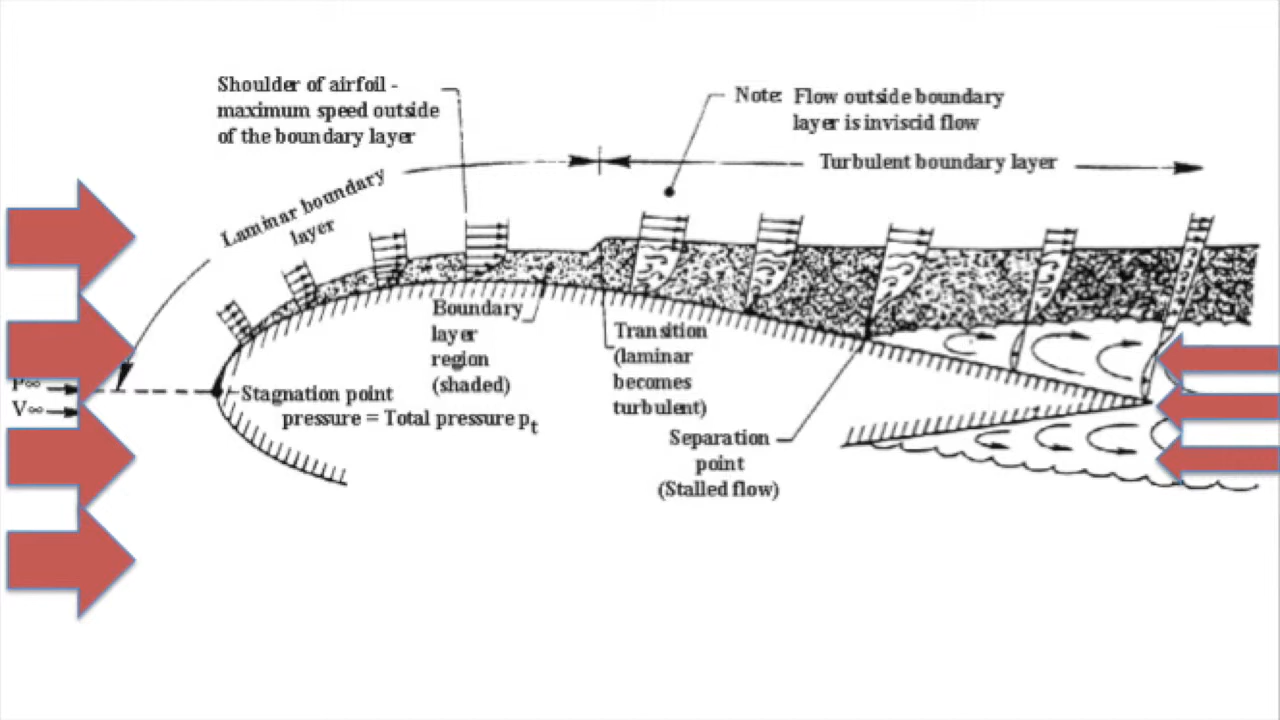 Shoulder of airfoil -
maximum speed outside
of the boundary layer
Note: Flow outside boundary
layer is inviscid flow
Turbulent boundary layer
Laminar boundary
layer
Boundary
layer
region
(shaded)
Transition
(laminar
becomes
turbulent)
P∞
V∞
Stagnation point
pressure = Total pressure pt
Separation
point
(Stalled flow)